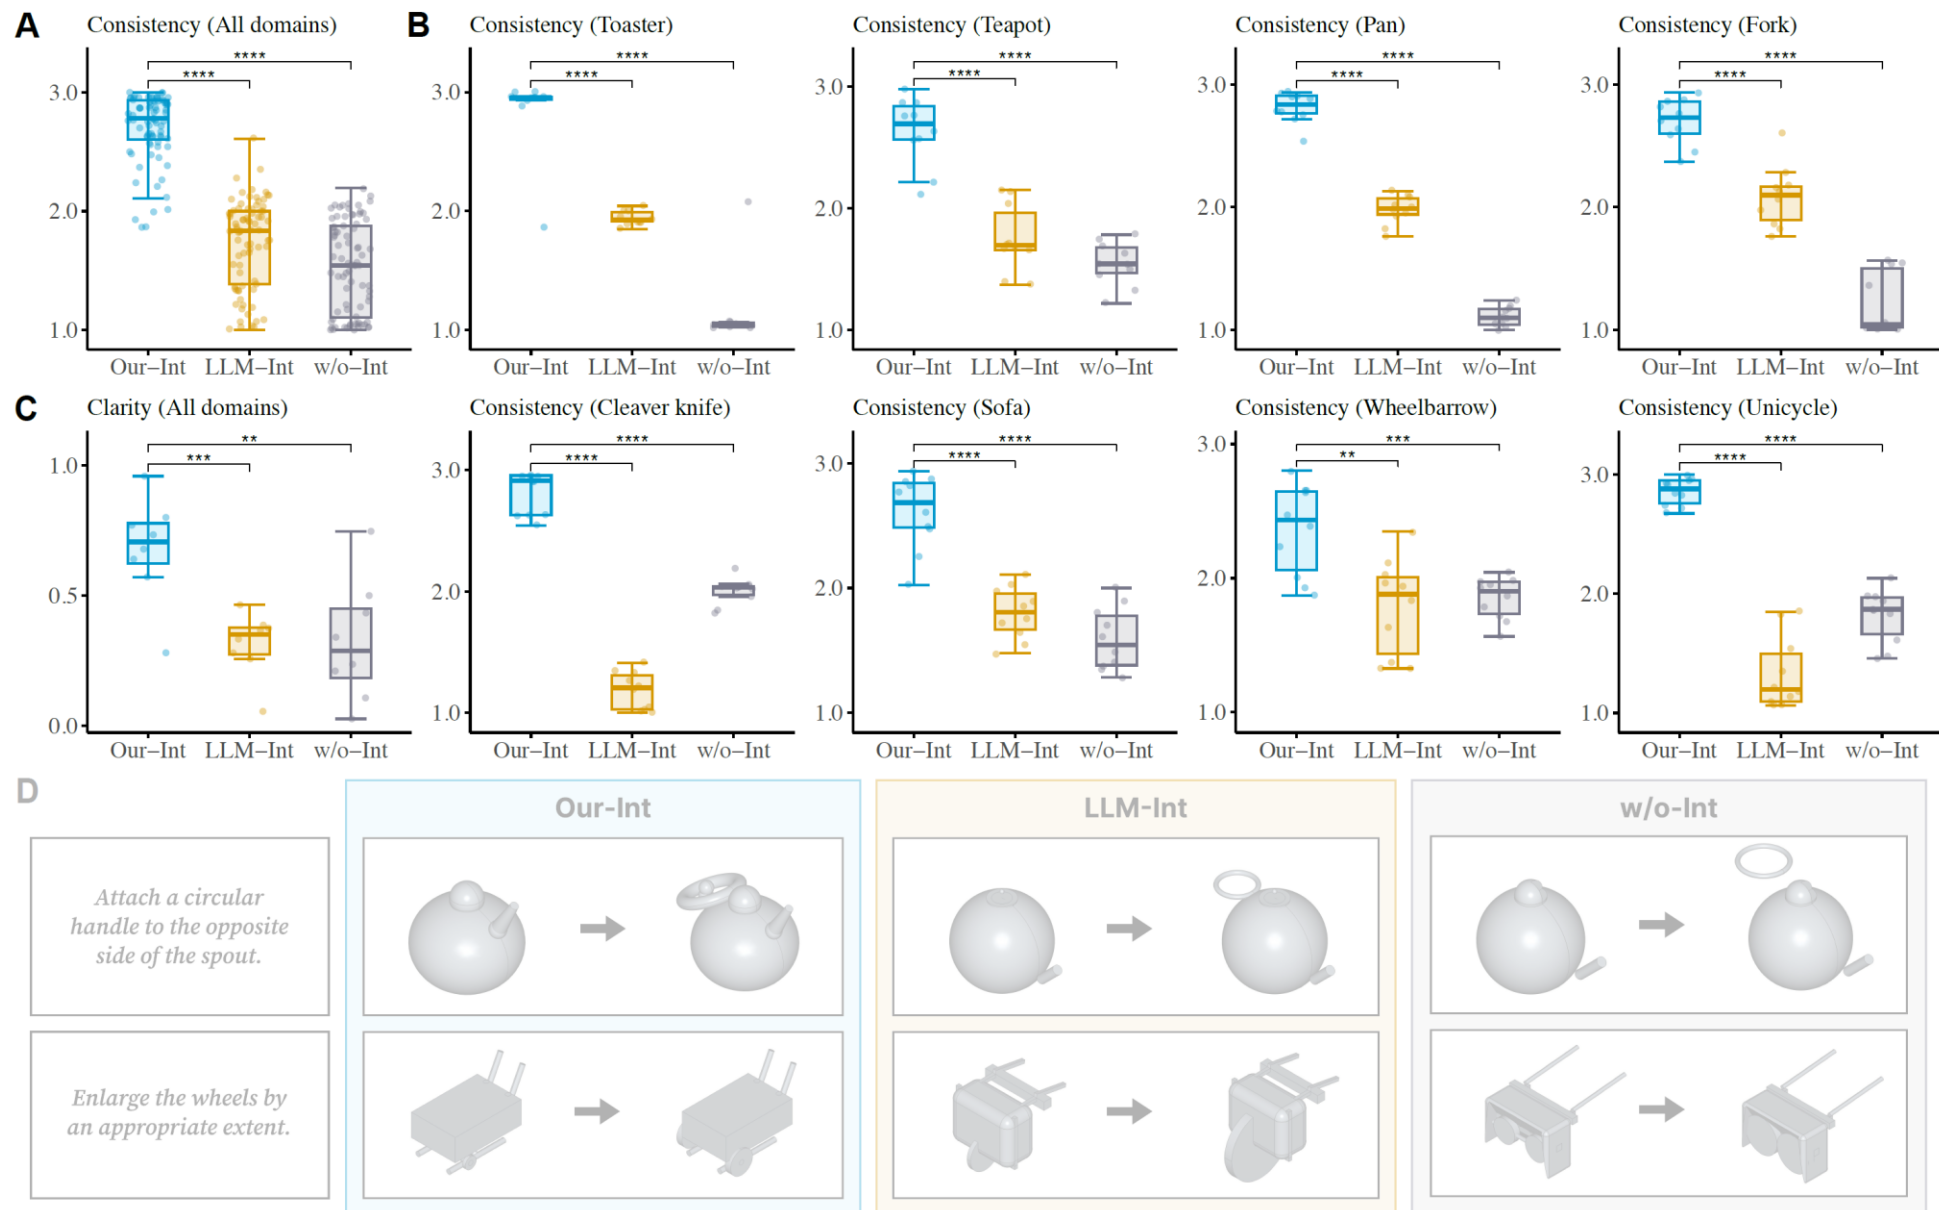 A
Consistency (All domains)
****
****
3.0
2.0
1.0
Our–Int LLM–Int w/o–Int
B
Consistency (Toaster)
****
****
3.0
2.0
1.0
Our–Int LLM–Int w/o–Int
Consistency (Teapot)
****
****
3.0
2.0
1.0
Our–Int LLM–Int w/o–Int
Consistency (Pan)
****
****
3.0
2.0
1.0
Our–Int LLM–Int w/o–Int
Consistency (Fork)
****
****
3.0
2.0
1.0
Our–Int LLM–Int w/o–Int
C
Clarity (All domains)
**
***
1.0
0.5
0.0
Our–Int LLM–Int w/o–Int
Consistency (Cleaver knife)
****
****
3.0
2.0
1.0
Our–Int LLM–Int w/o–Int
Consistency (Sofa)
****
****
3.0
2.0
1.0
Our–Int LLM–Int w/o–Int
Consistency (Wheelbarrow)
***
**
3.0
2.0
1.0
Our–Int LLM–Int w/o–Int
Consistency (Unicycle)
****
****
3.0
2.0
1.0
Our–Int LLM–Int w/o–Int
D
Our-Int
LLM-Int
w/o-Int
Attach a circular
handle to the opposite
side of the spout.
Enlarge the wheels by
an appropriate extent.